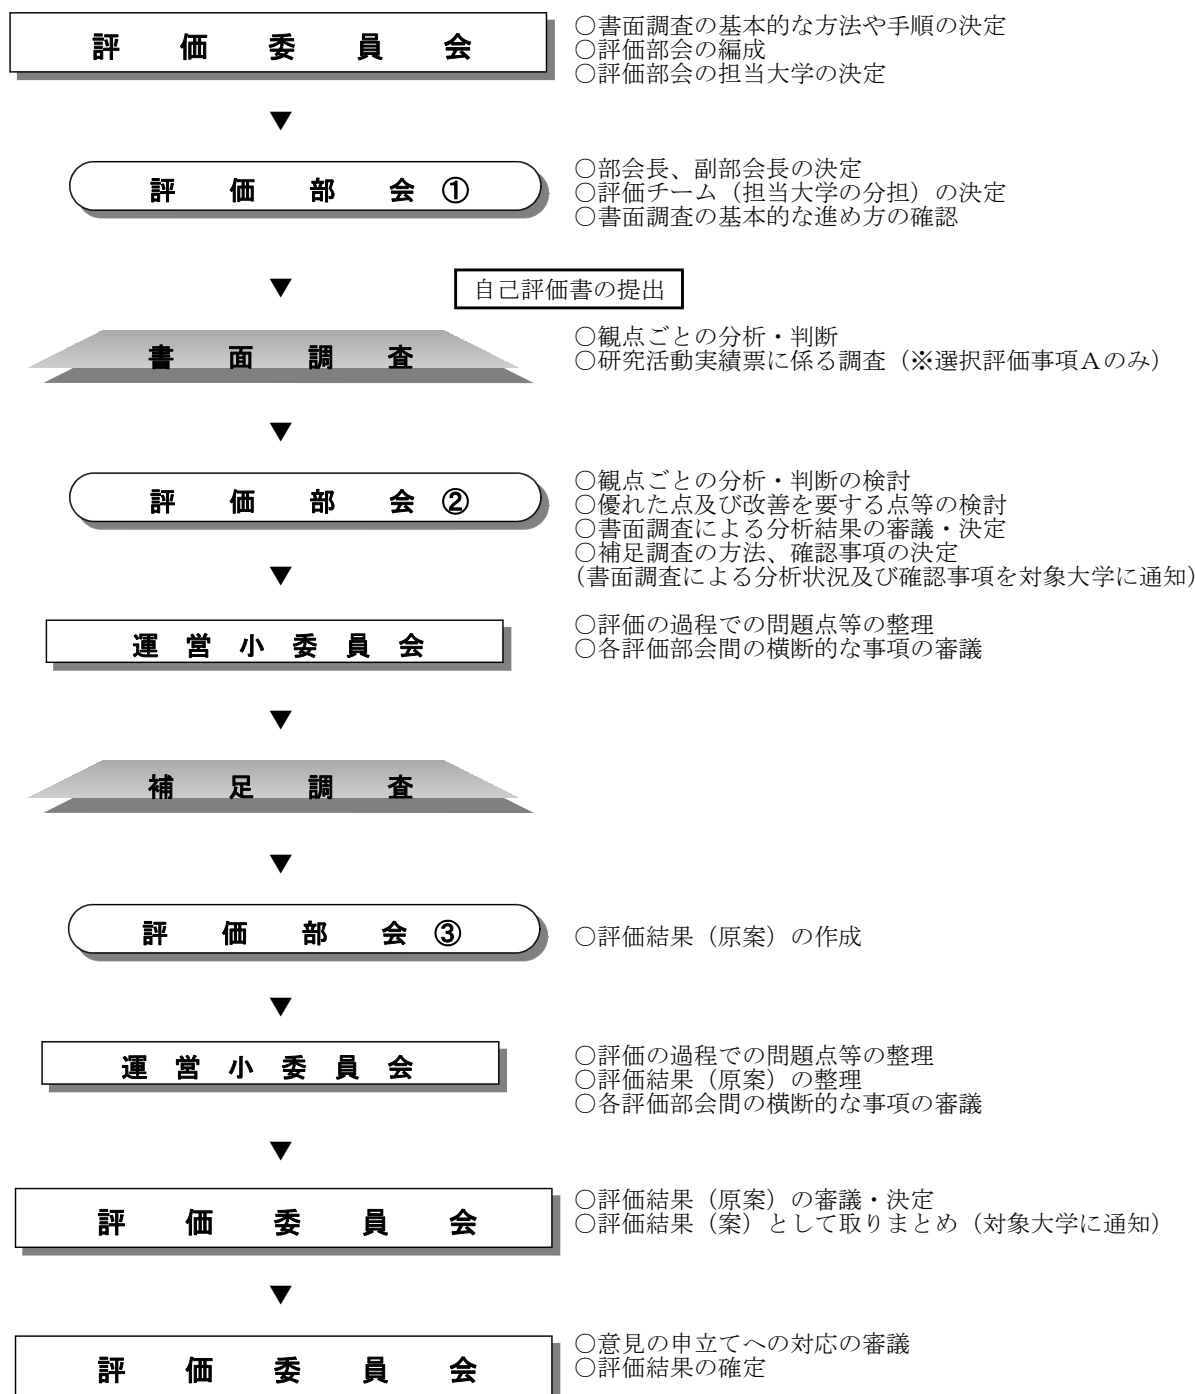 評価委員会
○書面調査の基本的な方法や手順の決定
○評価部会の編成
○評価部会の担当大学の決定
▼
評価部会①
○部会長、副部会長の決定
○評価チーム（担当大学の分担）の決定
○書面調査の基本的な進め方の確認
▼
自己評価書の提出
書面調査
○観点ごとの分析・判断
○研究活動実績票に係る調査（※選択評価事項Ａのみ）
▼
評価部会②
○観点ごとの分析・判断の検討
○優れた点及び改善を要する点等の検討
○書面調査による分析結果の審議・決定
○補足調査の方法、確認事項の決定
（書面調査による分析状況及び確認事項を対象大学に通知）
▼
運営小委員会
○評価の過程での問題点等の整理
○各評価部会間の横断的な事項の審議
▼
補足調査
▼
評価部会③
○評価結果（原案）の作成
▼
運営小委員会
○評価の過程での問題点等の整理
○評価結果（原案）の整理
○各評価部会間の横断的な事項の審議
▼
評価委員会
○評価結果（原案）の審議・決定
○評価結果（案）として取りまとめ（対象大学に通知）
▼
評価委員会
○意見の申立てへの対応の審議
○評価結果の確定